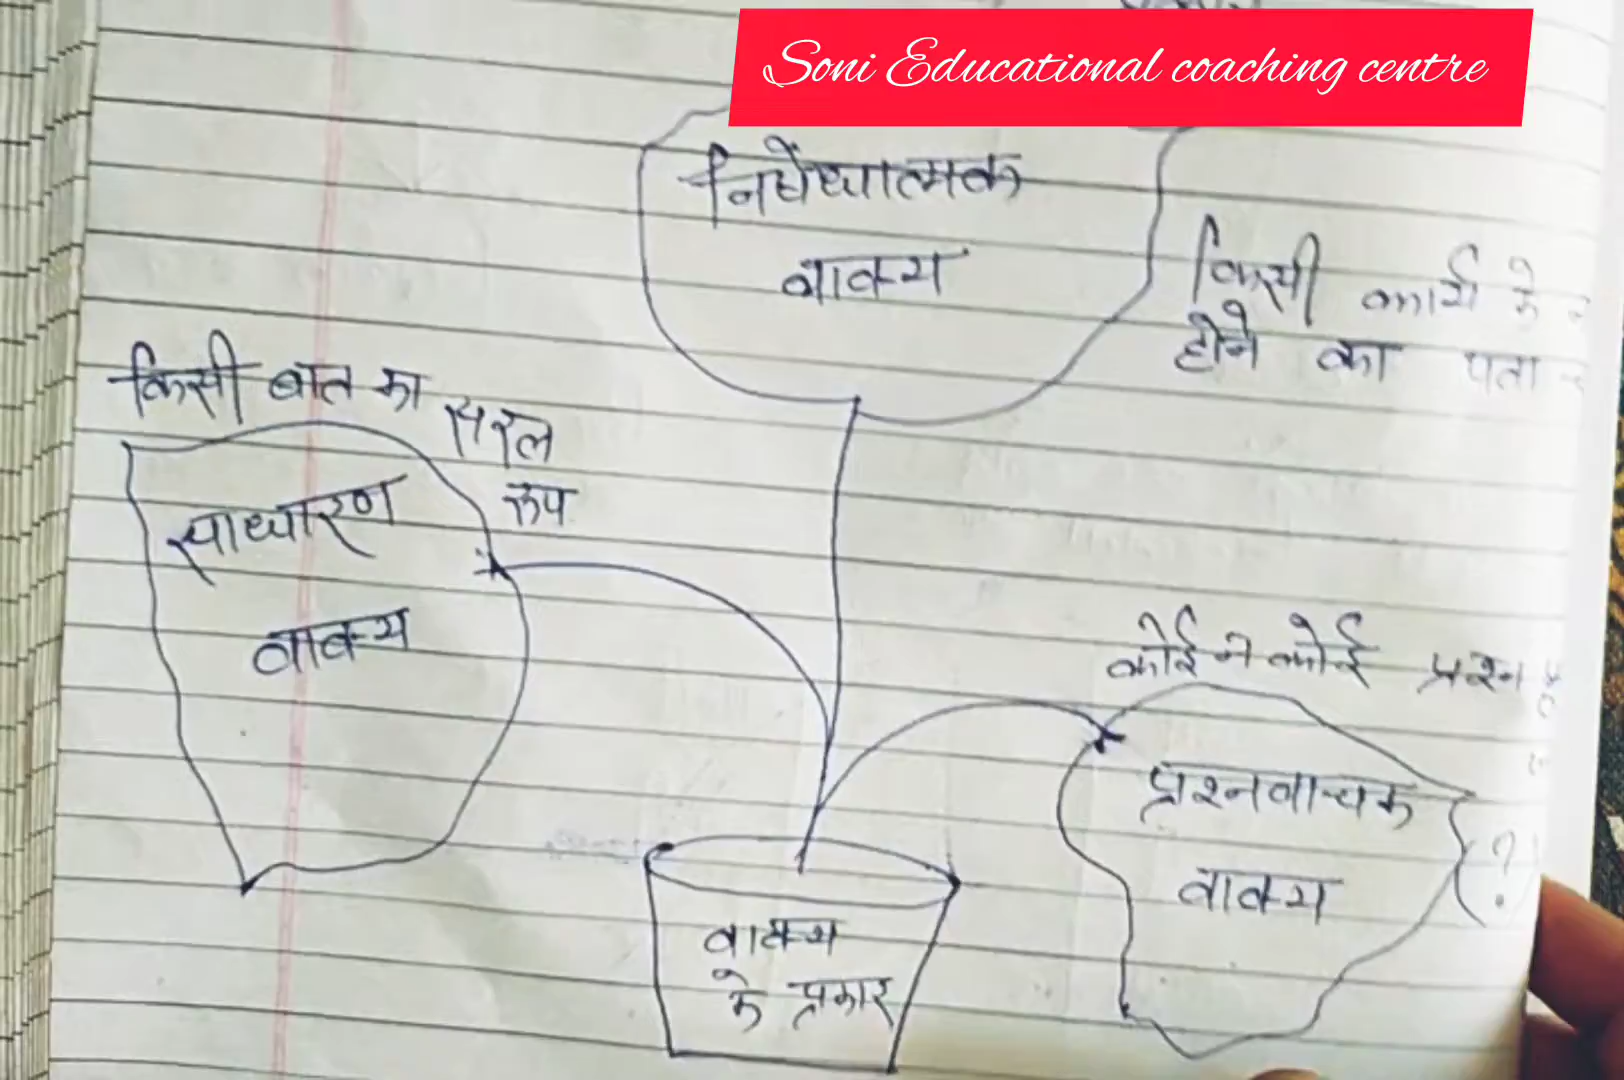 Soni Educational coaching centre
निषेधात्मक
वाक्य
किसी कार्य के
होने का पता
किसी बात का
सरल
रूप
साधारण
वाक्य
कोई न कोई प्रश्न
प्रश्नवाचक
वाक्य
(?)
वाक्य
के प्रकार